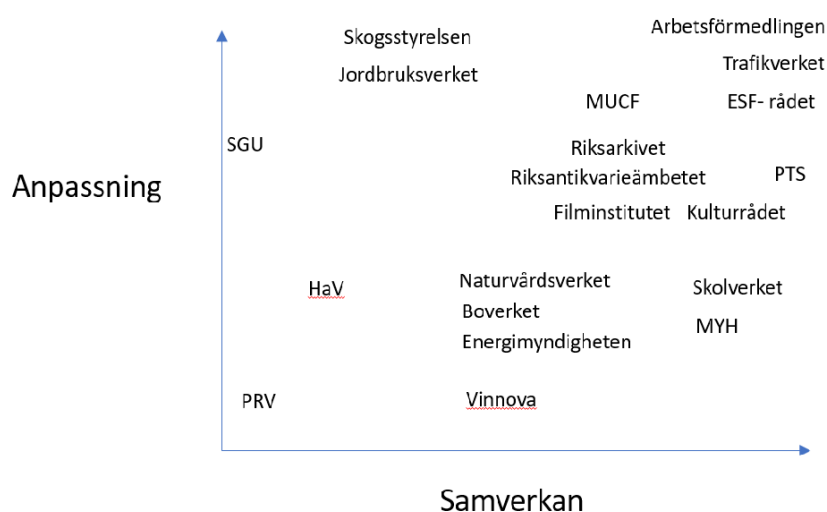 Arbetsförmedlingen
Skogsstyrelsen
Trafikverket
Jordbruksverket
MUCF
ESF- rådet
SGU
Riksarkivet
Anpassning
Riksantikvarieämbetet
PTS
Filminstitutet
Kulturrådet
HaV
Naturvårdsverket
Skolverket
Boverket
MYH
Energimyndigheten
PRV
Vinnova
Samverkan